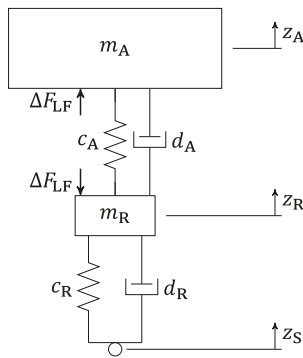 z_A
m_A
ΔF_LF
c_A
d_A
ΔF_LF
z_R
m_R
c_R
d_R
z_S